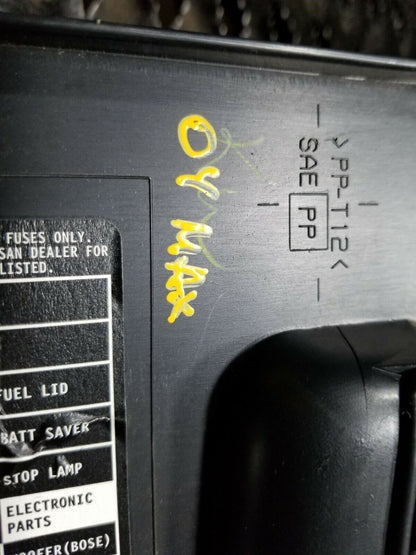 FUSES ONLY.
SAN DEALER FOR
LISTED.
FUEL LID
BATT SAVER
STOP LAMP
ELECTRONIC
PARTS
OOFER(BOSE)
04 MAX
>PP-T12<
SAE PP